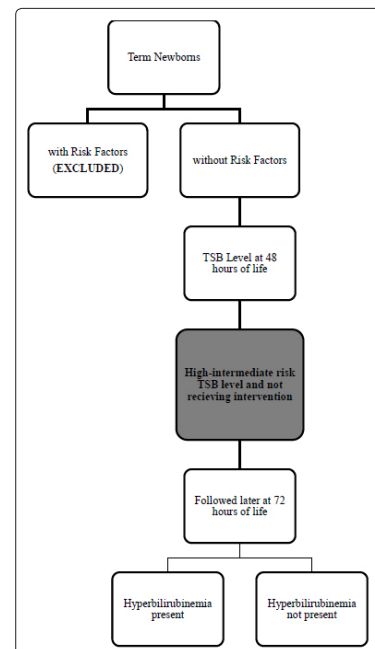 Term Newborns
with Risk Factors
(EXCLUDED)
without Risk Factors
TSB Level at 48
hours of life
High-intermediate risk
TSB level and not
recieving intervention
Followed later at 72
hours of life
Hyperbilirubinemia
present
Hyperbilirubinemia
not present